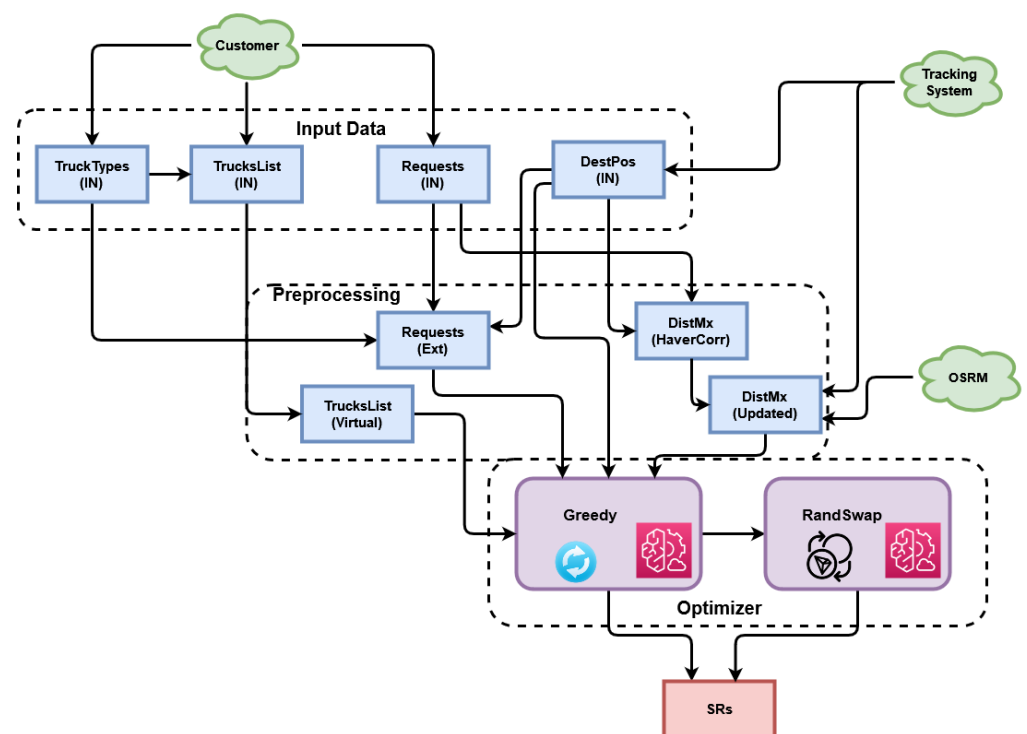 Customer
Tracking
System
Input Data
TruckTypes
(IN)
TrucksList
(IN)
Requests
(IN)
DestPos
(IN)
Preprocessing
Requests
(Ext)
DistMx
(HaverCorr)
TrucksList
(Virtual)
DistMx
(Updated)
OSRM
Greedy
RandSwap
Optimizer
SRs